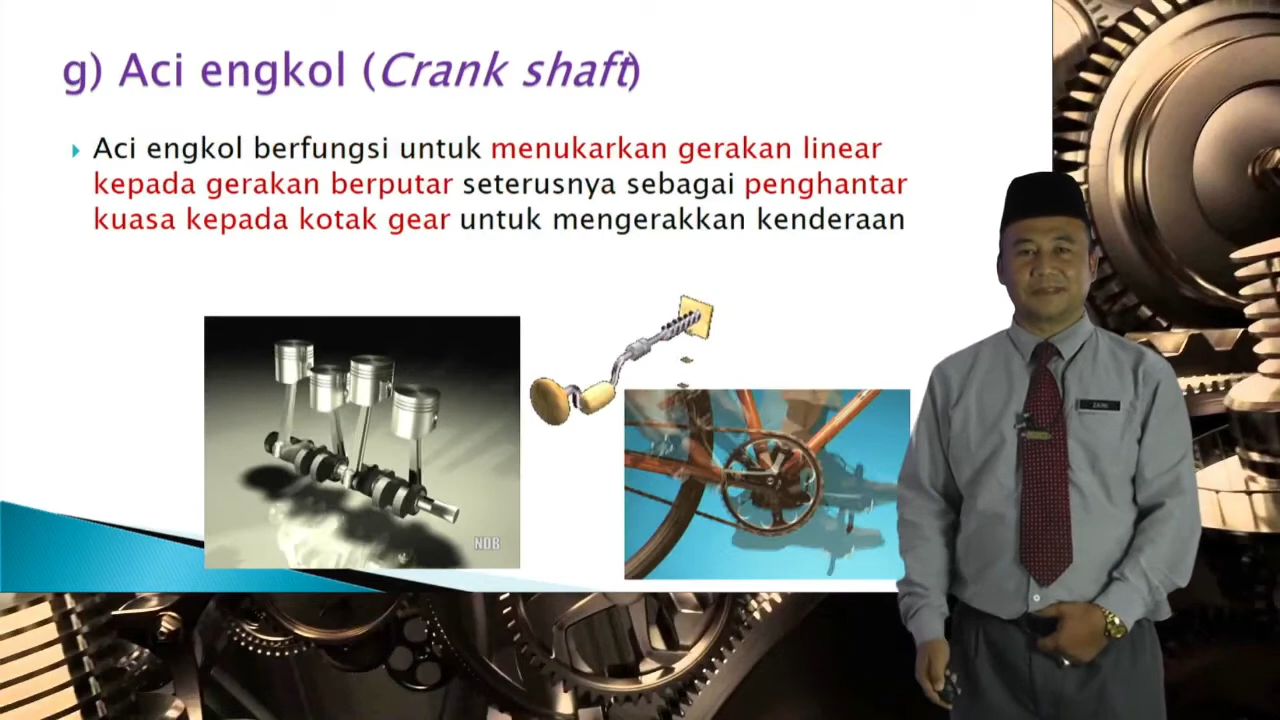 g) Aci engkol (Crank shaft)
Aci engkol berfungsi untuk menukarkan gerakan linear
kepada gerakan berputar seterusnya sebagai penghantar
kuasa kepada kotak gear untuk mengerakkan kenderaan
NDB